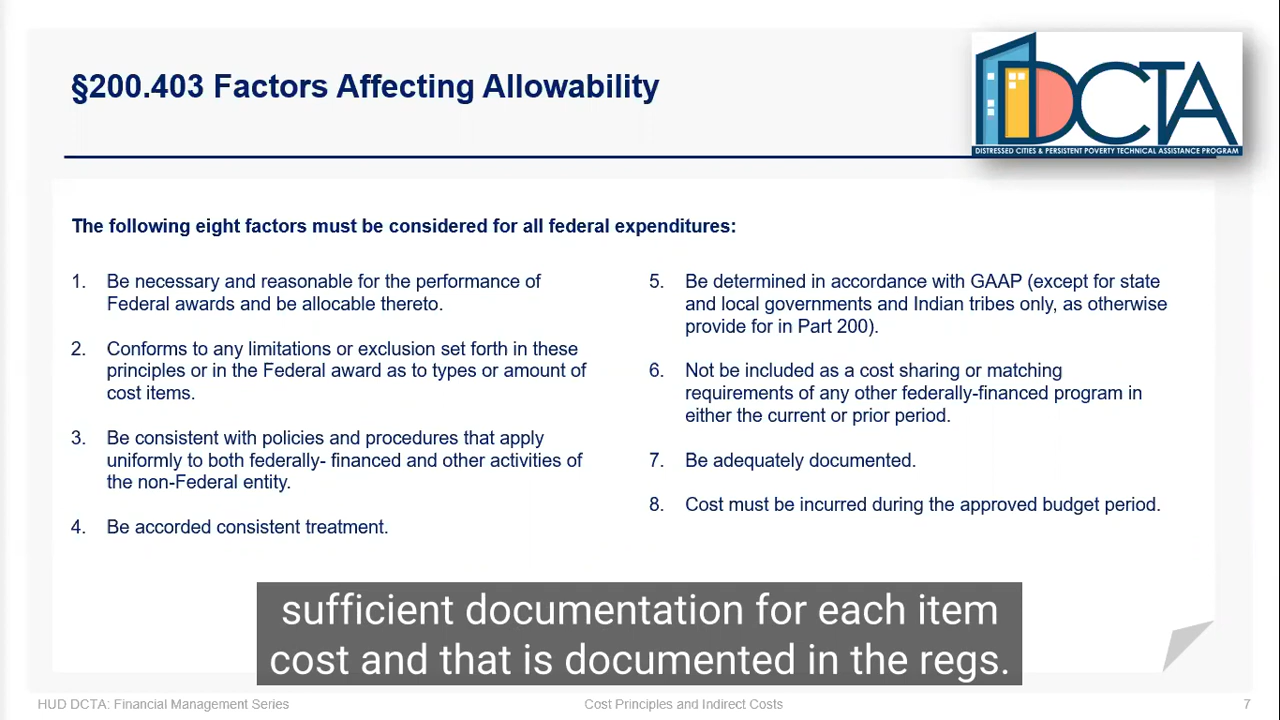 §200.403 Factors Affecting Allowability
DCTA
DISTRESSED CITIES & PERSISTENT POVERTY TECHNICAL ASSISTANCE PROGRAM
The following eight factors must be considered for all federal expenditures:
1. Be necessary and reasonable for the performance of
Federal awards and be allocable thereto.
2. Conforms to any limitations or exclusion set forth in these
principles or in the Federal award as to types or amount of
cost items.
3. Be consistent with policies and procedures that apply
uniformly to both federally- financed and other activities of
the non-Federal entity.
4. Be accorded consistent treatment.
5. Be determined in accordance with GAAP (except for state
and local governments and Indian tribes only, as otherwise
provide for in Part 200).
6. Not be included as a cost sharing or matching
requirements of any other federally-financed program in
either the current or prior period.
7. Be adequately documented.
8. Cost must be incurred during the approved budget period.
sufficient documentation for each item
cost and that is documented in the regs.
HUD DCTA: Financial Management Series
Cost Principles and Indirect Costs
7